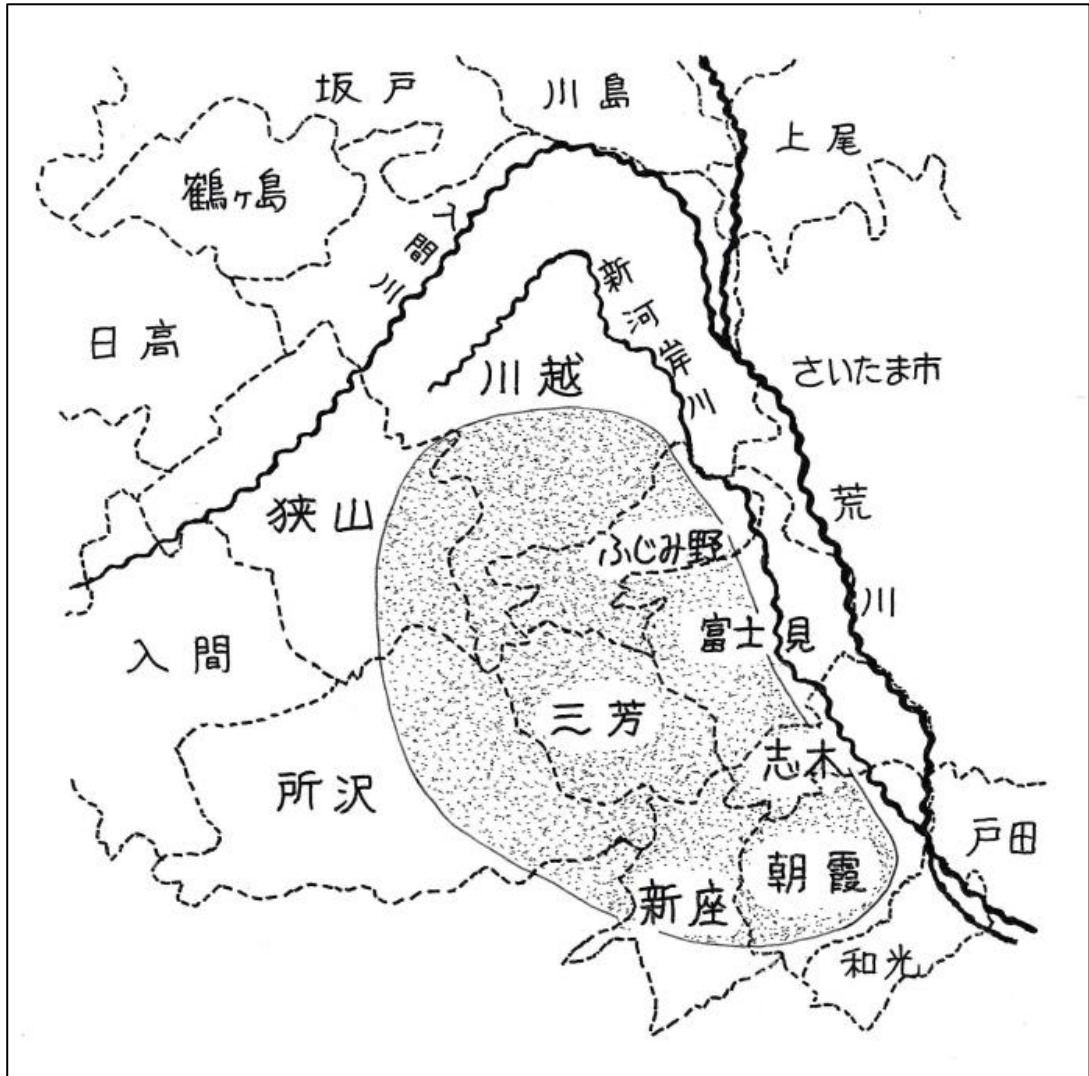 坂戸
川島
上尾
鶴ヶ島
入間川
新河岸川
日高
川越
さいたま市
狭山
荒川
ふじみ野
入間
富士見
三芳
志木
所沢
戸田
朝霞
新座
和光